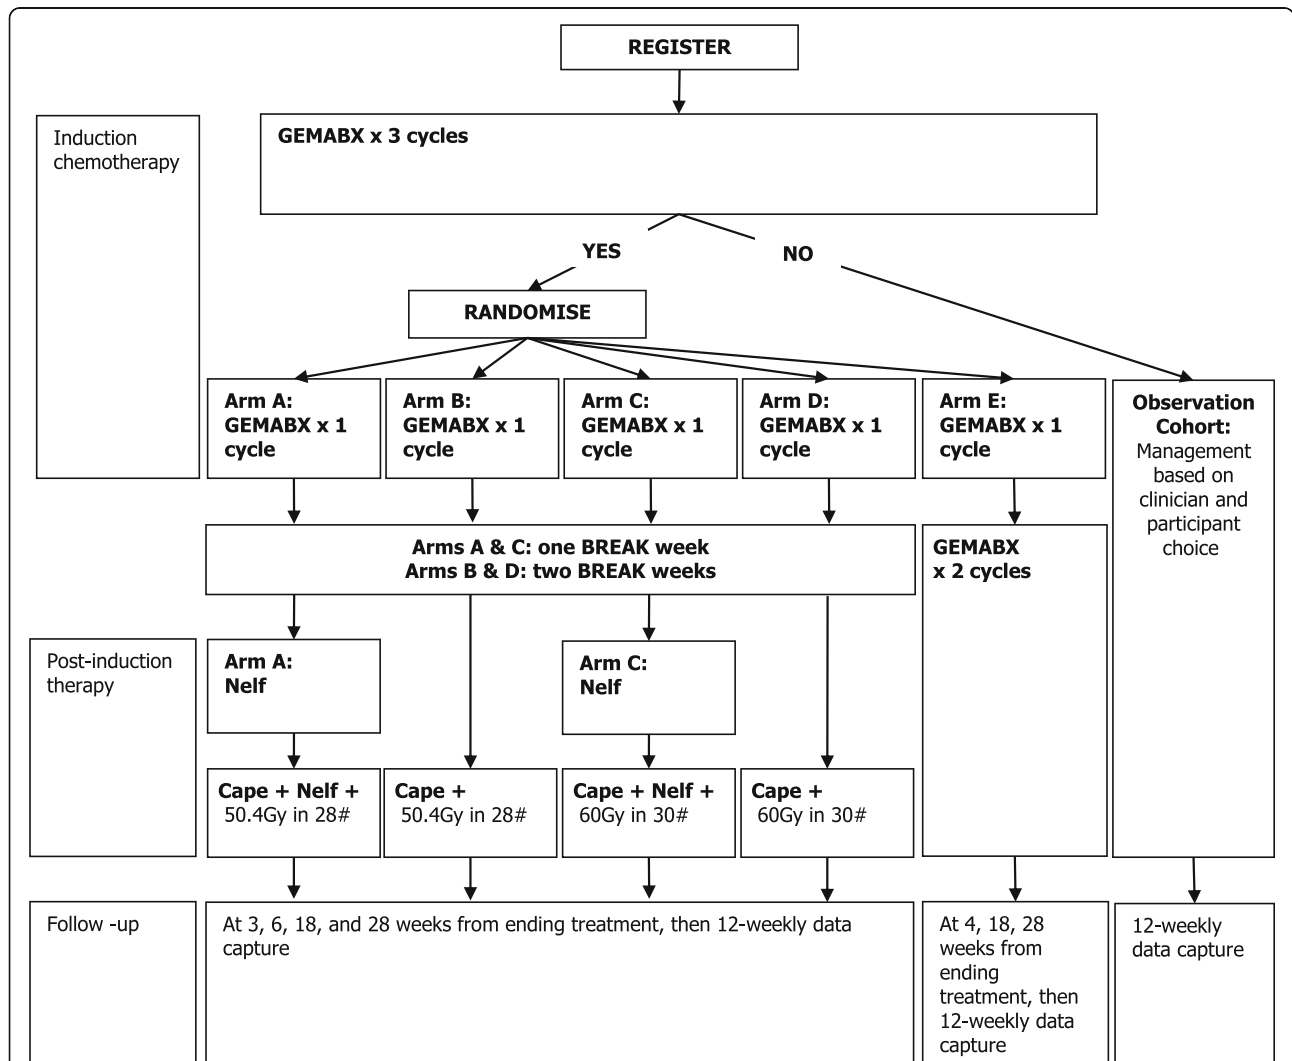 REGISTER
Induction
chemotherapy
GEMABX x 3 cycles
YES
NO
RANDOMISE
Arm A:
GEMABX x 1
cycle
Arm B:
GEMABX x 1
cycle
Arm C:
GEMABX x 1
cycle
Arm D:
GEMABX x 1
cycle
Arm E:
GEMABX x 1
cycle
Observation
Cohort:
Management
based on
clinician and
participant
choice
Arms A & C: one BREAK week
Arms B & D: two BREAK weeks
GEMABX
x 2 cycles
Post-induction
therapy
Arm A:
Nelf
Arm C:
Nelf
Cape + Nelf +
50.4Gy in 28#
Cape +
50.4Gy in 28#
Cape + Nelf +
60Gy in 30#
Cape +
60Gy in 30#
Follow -up
At 3, 6, 18, and 28 weeks from ending treatment, then 12-weekly data
capture
At 4, 18, 28
weeks from
ending
treatment, then
12-weekly data
capture
12-weekly
data capture